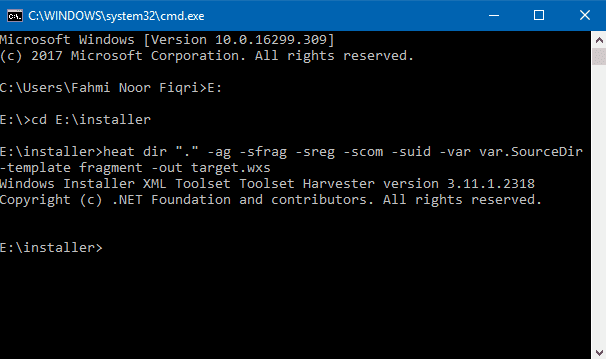 C:\WINDOWS\system32\cmd.exe
Microsoft Windows [Version 10.0.16299.309]
(c) 2017 Microsoft Corporation. All rights reserved.
C:\Users\Fahmi Noor Fiqri>E:
E:\>cd E:\installer
E:\installer>heat dir "." -ag -sfrag -sreg -scom -suid -var var.SourceDir
-template fragment -out target.wxs
Windows Installer XML Toolset Toolset Harvester version 3.11.1.2318
Copyright (c) .NET Foundation and contributors. All rights reserved.
E:\installer>